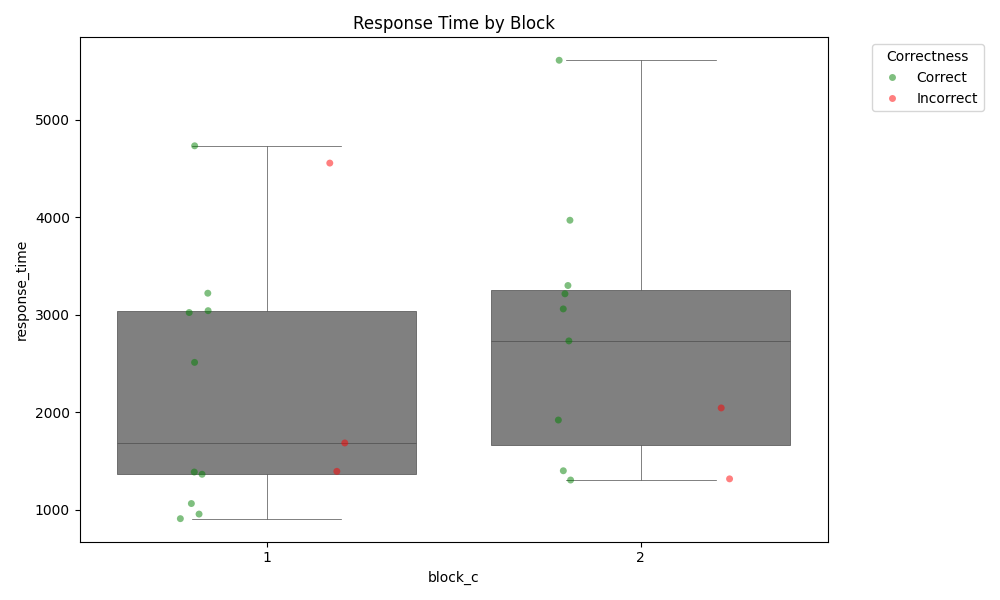 Response Time by Block
Correctness
Correct
Incorrect
5000
4000
3000
2000
1000
response_time
1
2
block_c